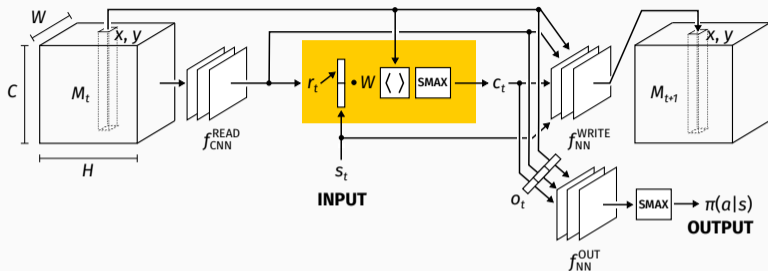 W
x, y
C
M_t
H
f_CNN^READ
r_t
• W
⟨ ⟩
SMAX
c_t
s_t
INPUT
f_NN^WRITE
x, y
M_t+1
o_t
f_NN^OUT
SMAX
π(a|s)
OUTPUT